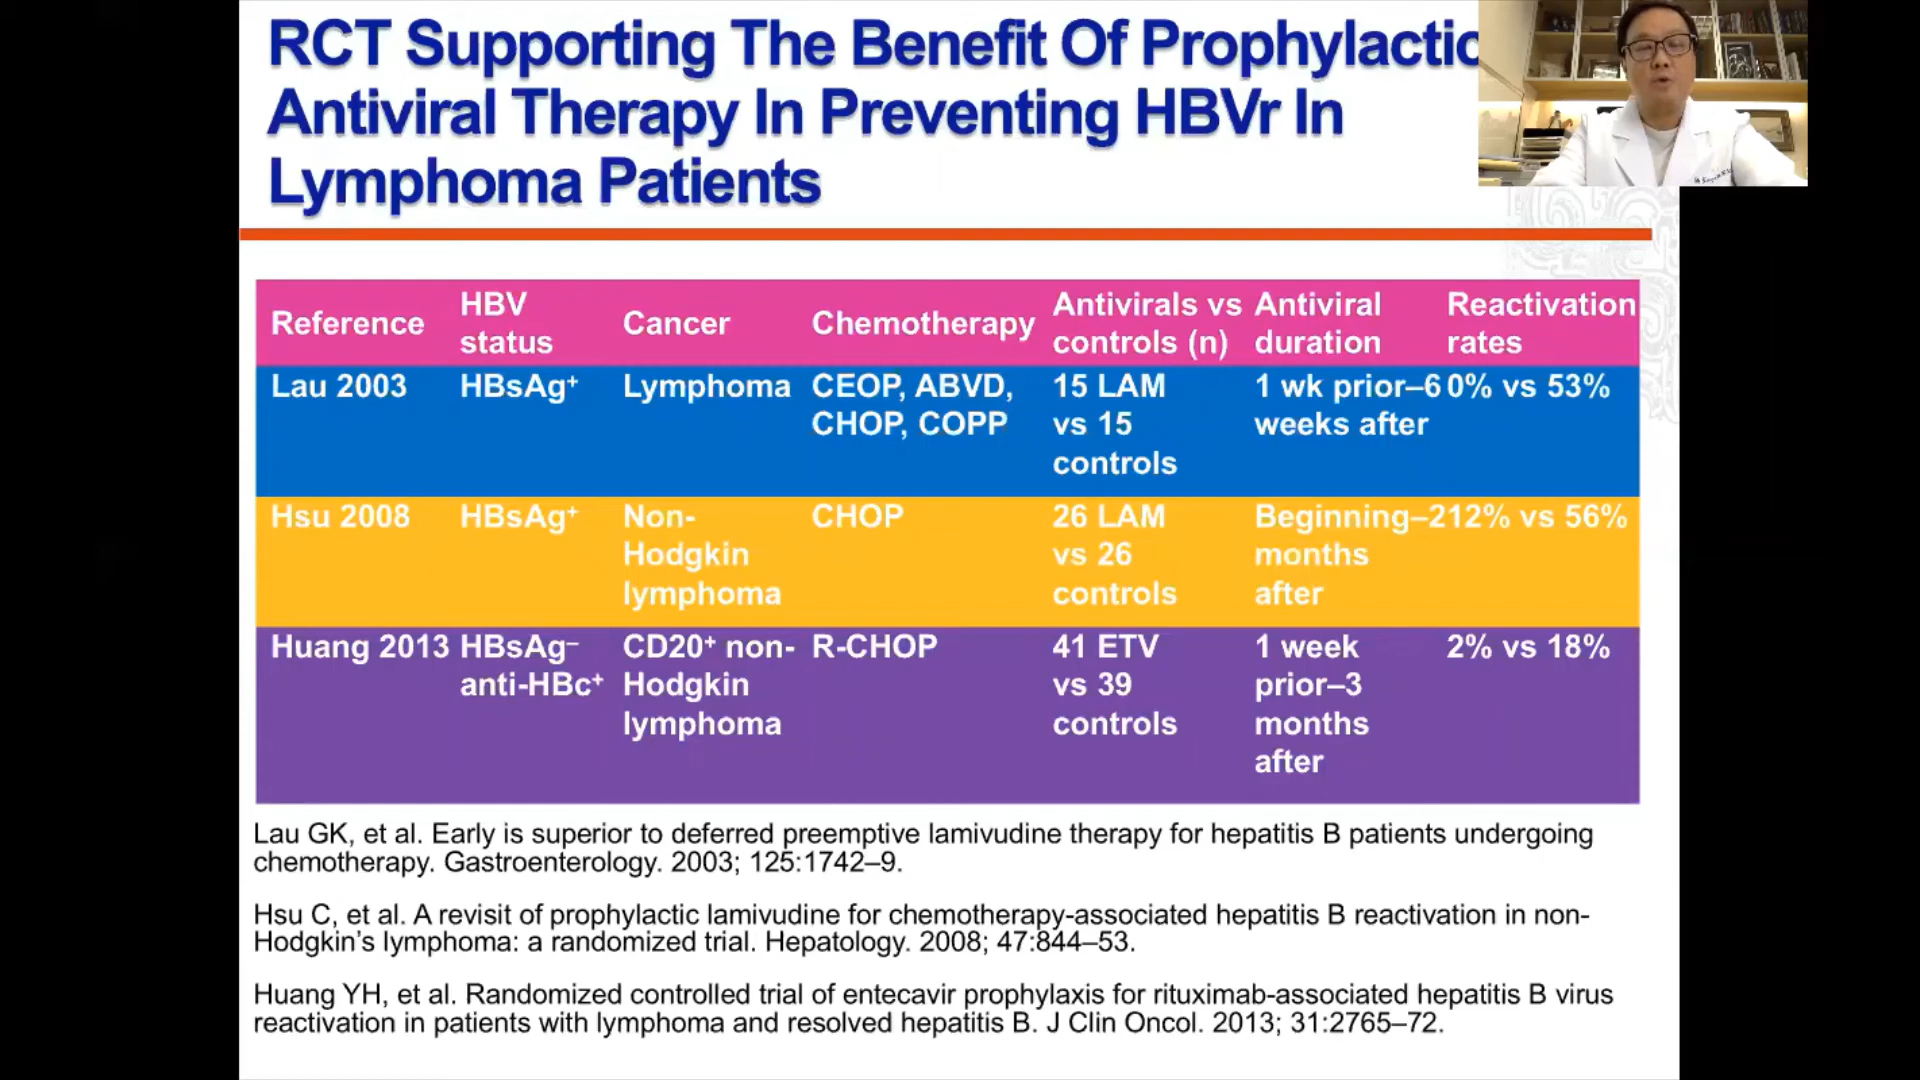 RCT Supporting The Benefit Of Prophylactic
Antiviral Therapy In Preventing HBVr In
Lymphoma Patients
Reference HBV status Cancer Chemotherapy Antivirals vs controls (n) Antiviral duration Reactivation rates
Lau 2003 HBsAg⁺ Lymphoma CEOP, ABVD, 15 LAM 1 wk prior–6 0% vs 53%
CHOP, COPP vs 15 weeks after
controls
Hsu 2008 HBsAg⁺ Non- CHOP 26 LAM Beginning–2 12% vs 56%
Hodgkin vs 26 months
lymphoma controls after
Huang 2013 HBsAg⁻ CD20⁺ non- R-CHOP 41 ETV 1 week 2% vs 18%
anti-HBc⁺ Hodgkin vs 39 prior–3
lymphoma controls months
after
Lau GK, et al. Early is superior to deferred preemptive lamivudine therapy for hepatitis B patients undergoing
chemotherapy. Gastroenterology. 2003; 125:1742–9.
Hsu C, et al. A revisit of prophylactic lamivudine for chemotherapy-associated hepatitis B reactivation in non-
Hodgkin's lymphoma: a randomized trial. Hepatology. 2008; 47:844–53.
Huang YH, et al. Randomized controlled trial of entecavir prophylaxis for rituximab-associated hepatitis B virus
reactivation in patients with lymphoma and resolved hepatitis B. J Clin Oncol. 2013; 31:2765–72.